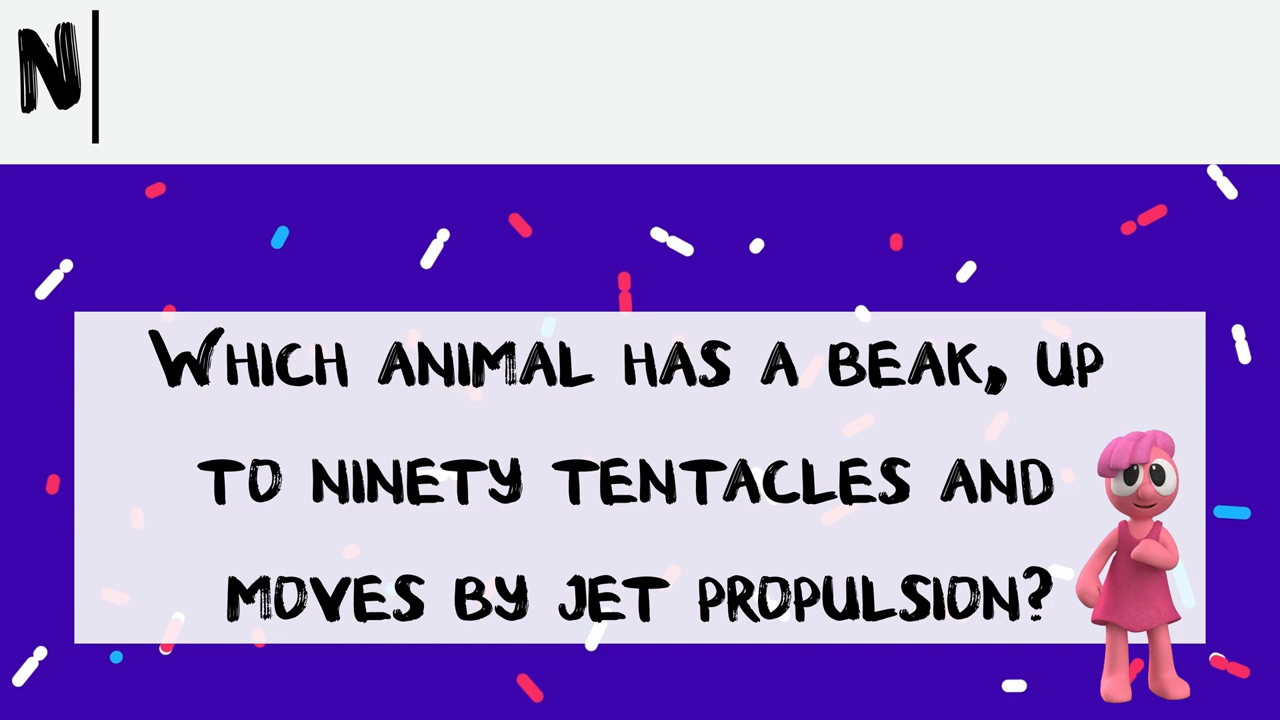 N
Which animal has a beak, up
to ninety tentacles and
moves by jet propulsion?